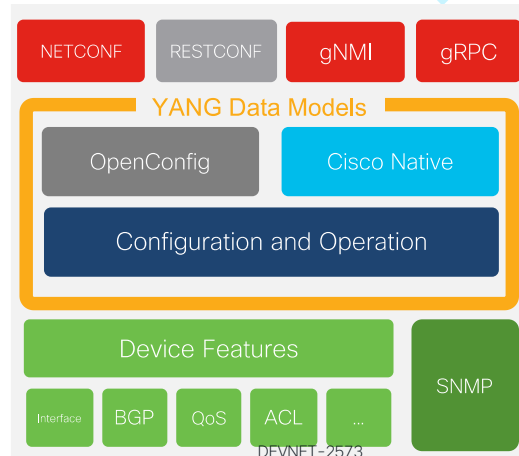 NETCONF
RESTCONF
gNMI
gRPC
YANG Data Models
OpenConfig
Cisco Native
Configuration and Operation
Device Features
SNMP
Interface
BGP
QoS
ACL
...
DEVNET-2573